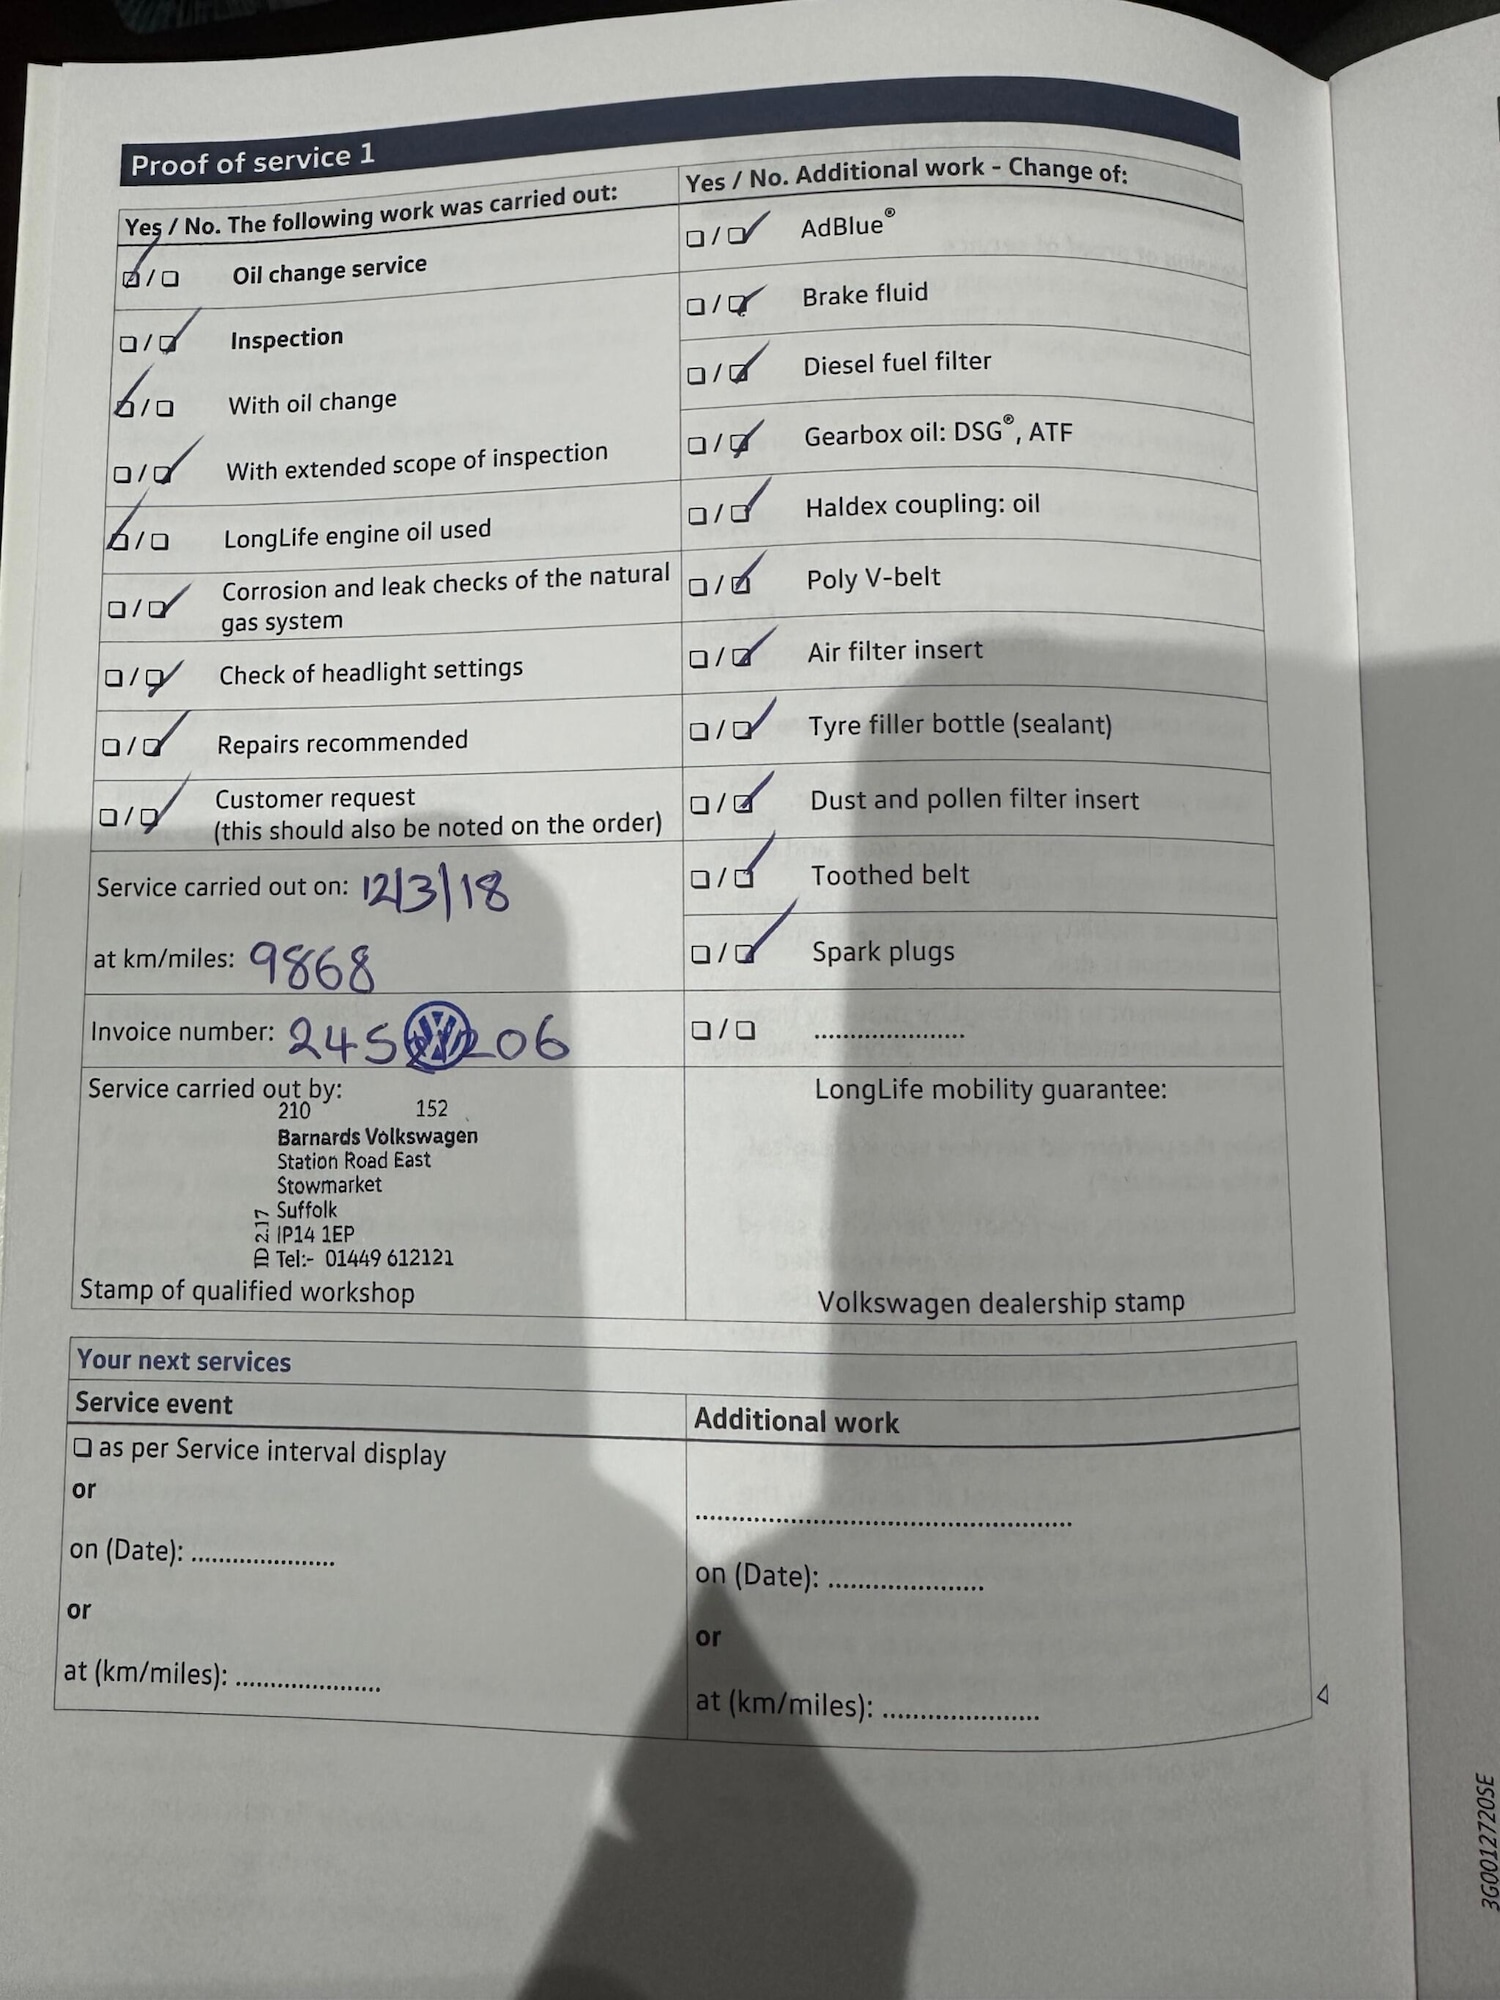 Proof of service 1
Yes / No. The following work was carried out:
Oil change service
Inspection
With oil change
With extended scope of inspection
LongLife engine oil used
Corrosion and leak checks of the natural
gas system
Check of headlight settings
Repairs recommended
Customer request
(this should also be noted on the order)
Service carried out on: 12/3/18
at km/miles: 9868
Invoice number:
Service carried out by:
210 152
Barnards Volkswagen
Station Road East
Stowmarket
Suffolk
IP14 1EP
Tel:- 01449 612121
ID 2.17
Stamp of qualified workshop
Yes / No. Additional work - Change of:
AdBlue®
Brake fluid
Diesel fuel filter
Gearbox oil: DSG®, ATF
Haldex coupling: oil
Poly V-belt
Air filter insert
Tyre filler bottle (sealant)
Dust and pollen filter insert
Toothed belt
Spark plugs
LongLife mobility guarantee:
Volkswagen dealership stamp
Your next services
Service event
as per Service interval display
or
on (Date): ....................
or
at (km/miles): ....................
Additional work
on (Date): ....................
or
at (km/miles): ....................
3G0012720SE